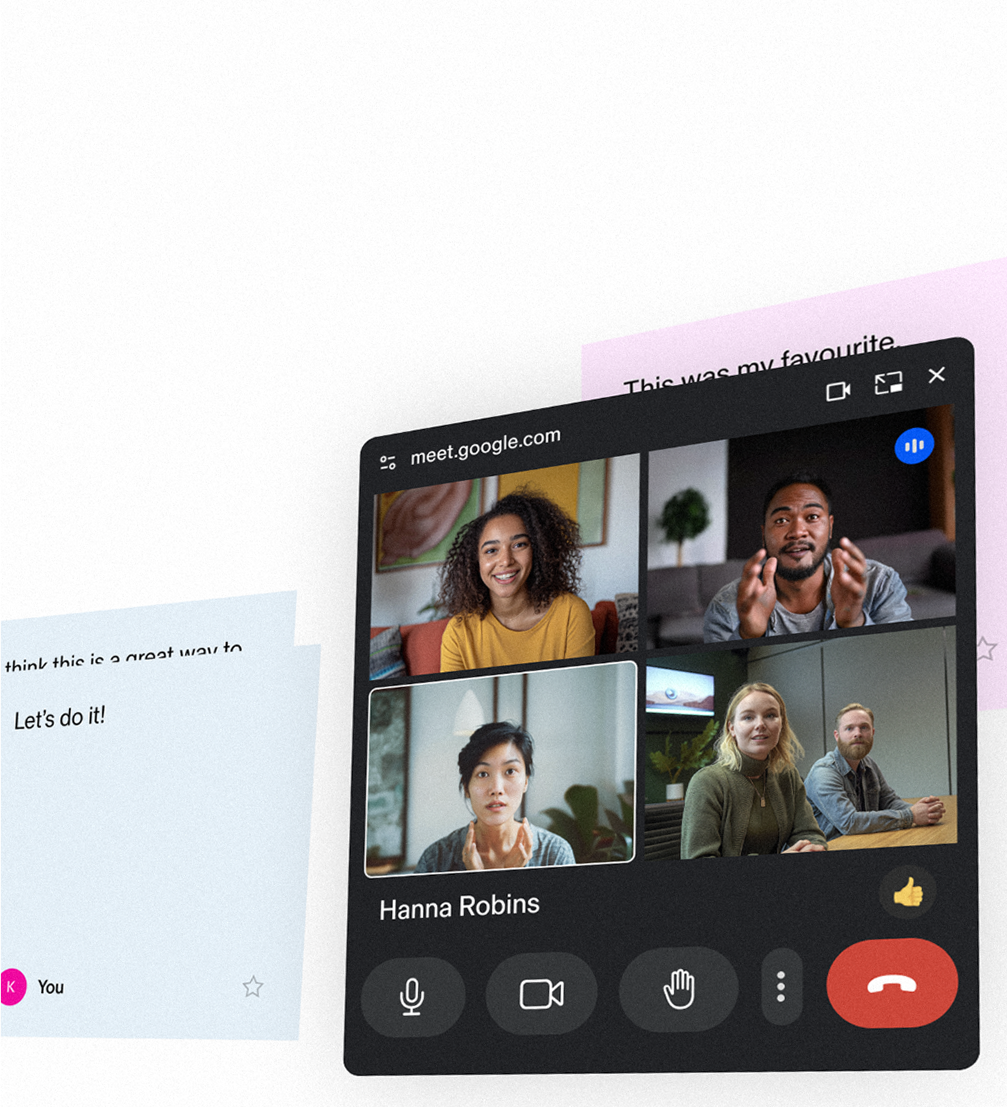 This was my favourite.
meet.google.com
think this is a great way to
Let's do it!
Hanna Robins
K
You